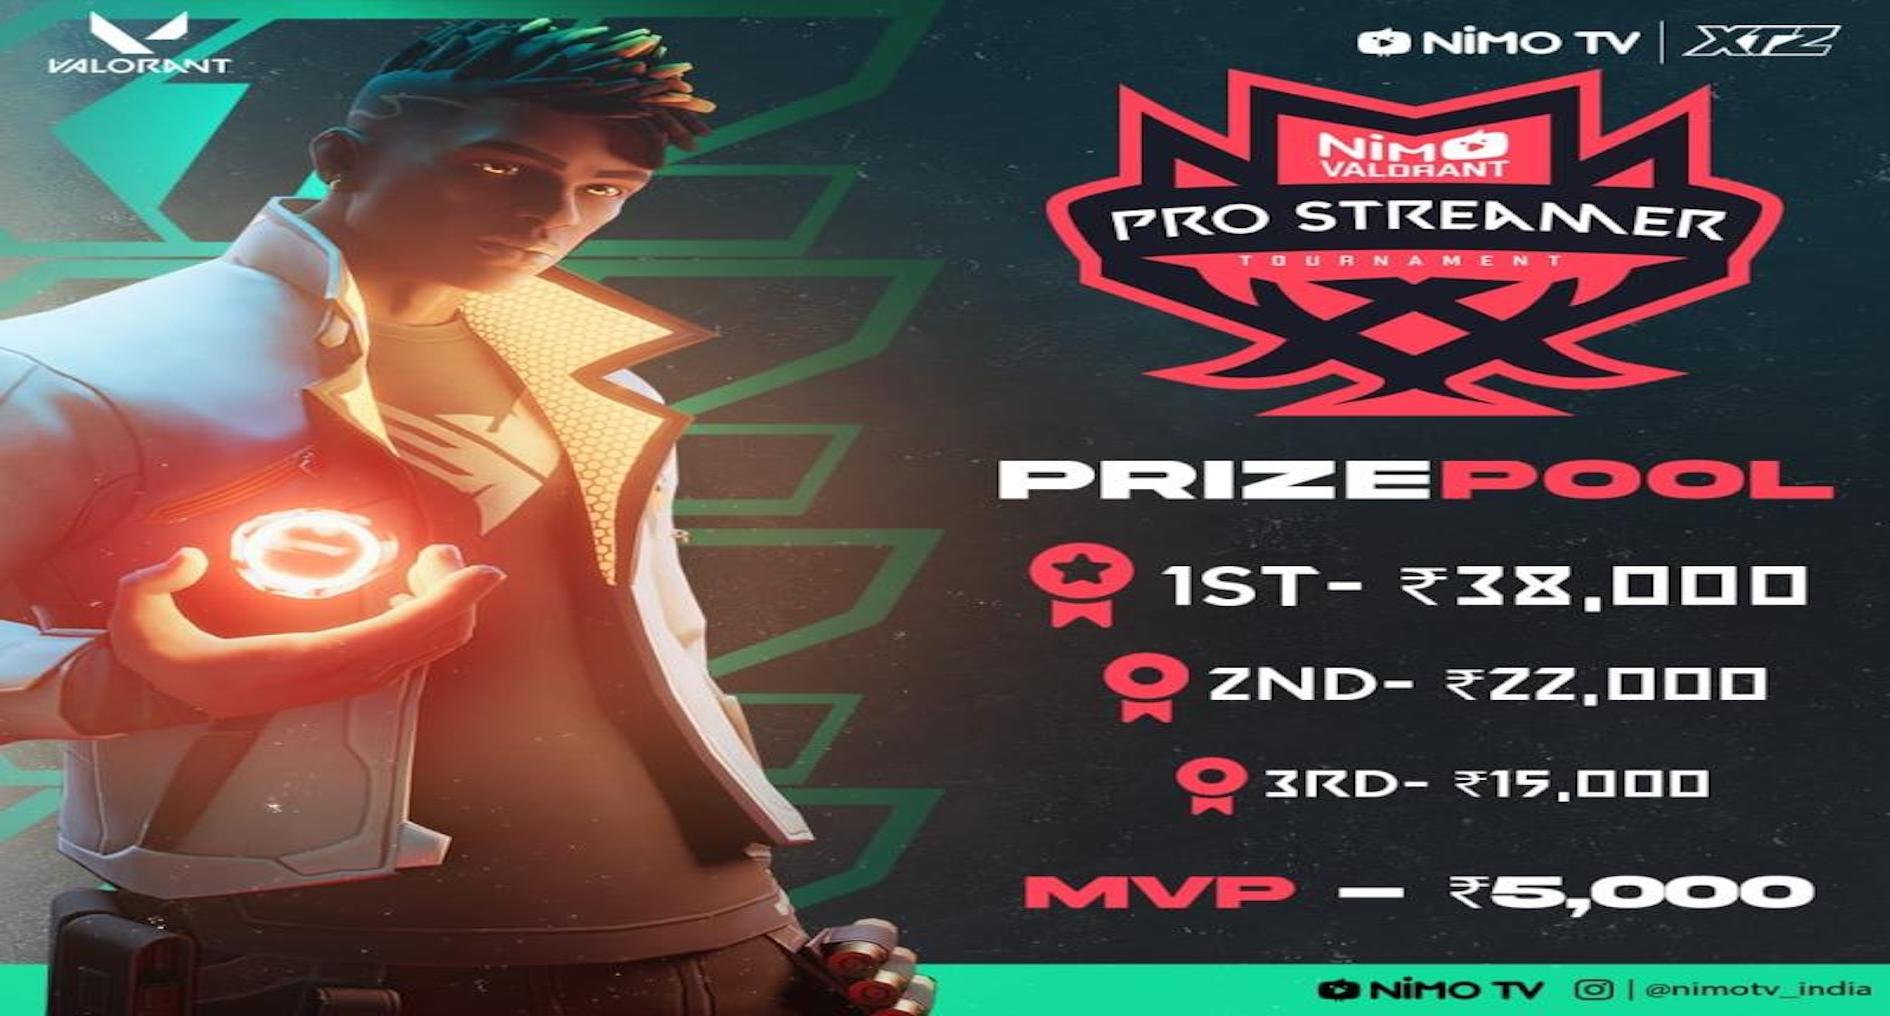 VALORANT
NiMO TV | XTZ
NiMO
VALORANT
PRO STREAMER
TOURNAMENT
PRIZEPOOL
1ST- ₹38,000
2ND- ₹22,000
3RD- ₹15,000
MVP - ₹5,000
NiMO TV | @nimotv_india